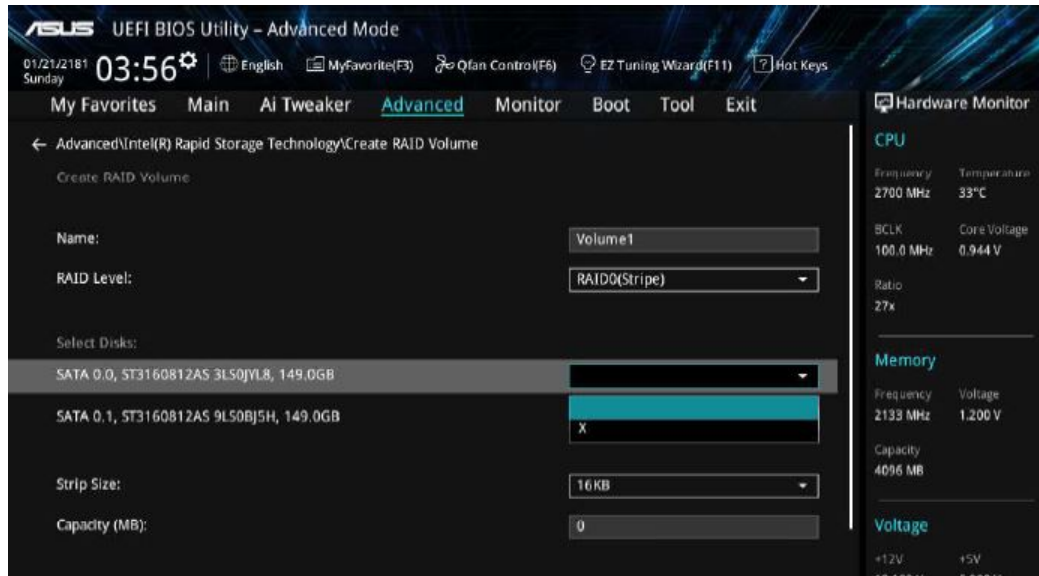 ASUS UEFI BIOS Utility – Advanced Mode
01/21/2181
Sunday
03:56
English MyFavorite(F3) Qfan Control(F6) EZ Tuning Wizard(F11) ? Hot Keys
My Favorites Main Ai Tweaker Advanced Monitor Boot Tool Exit
← Advanced\Intel(R) Rapid Storage Technology\Create RAID Volume
Create RAID Volume
Name: Volume1
RAID Level: RAID0(Stripe)
Select Disks:
SATA 0.0, ST3160812AS 3LS0JYL8, 149.0GB
X
SATA 0.1, ST3160812AS 9LS0BJ5H, 149.0GB
Strip Size: 16KB
Capacity (MB): 0
Hardware Monitor
CPU
Frequency Temperature
2700 MHz 33°C
BCLK Core Voltage
100.0 MHz 0.944 V
Ratio
27x
Memory
Frequency Voltage
2133 MHz 1.200 V
Capacity
4096 MB
Voltage
+12V +5V